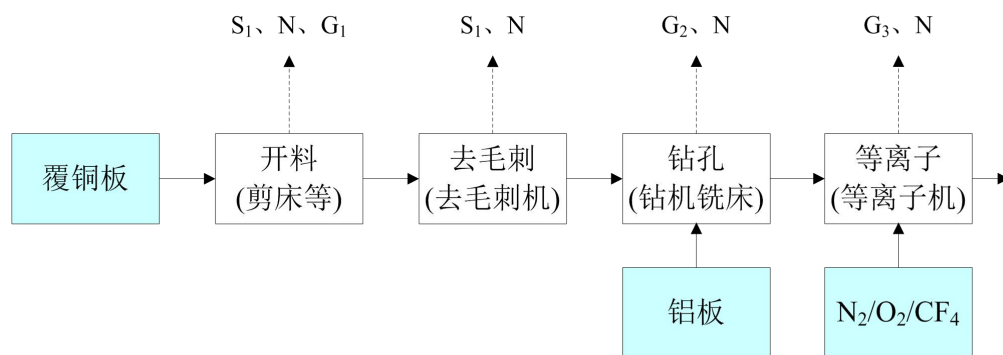 S₁、N、G₁
S₁、N
G₂、N
G₃、N
覆铜板
开料
(剪床等)
去毛刺
(去毛刺机)
钻孔
(钻机铣床)
等离子
(等离子机)
铝板
N₂/O₂/CF₄